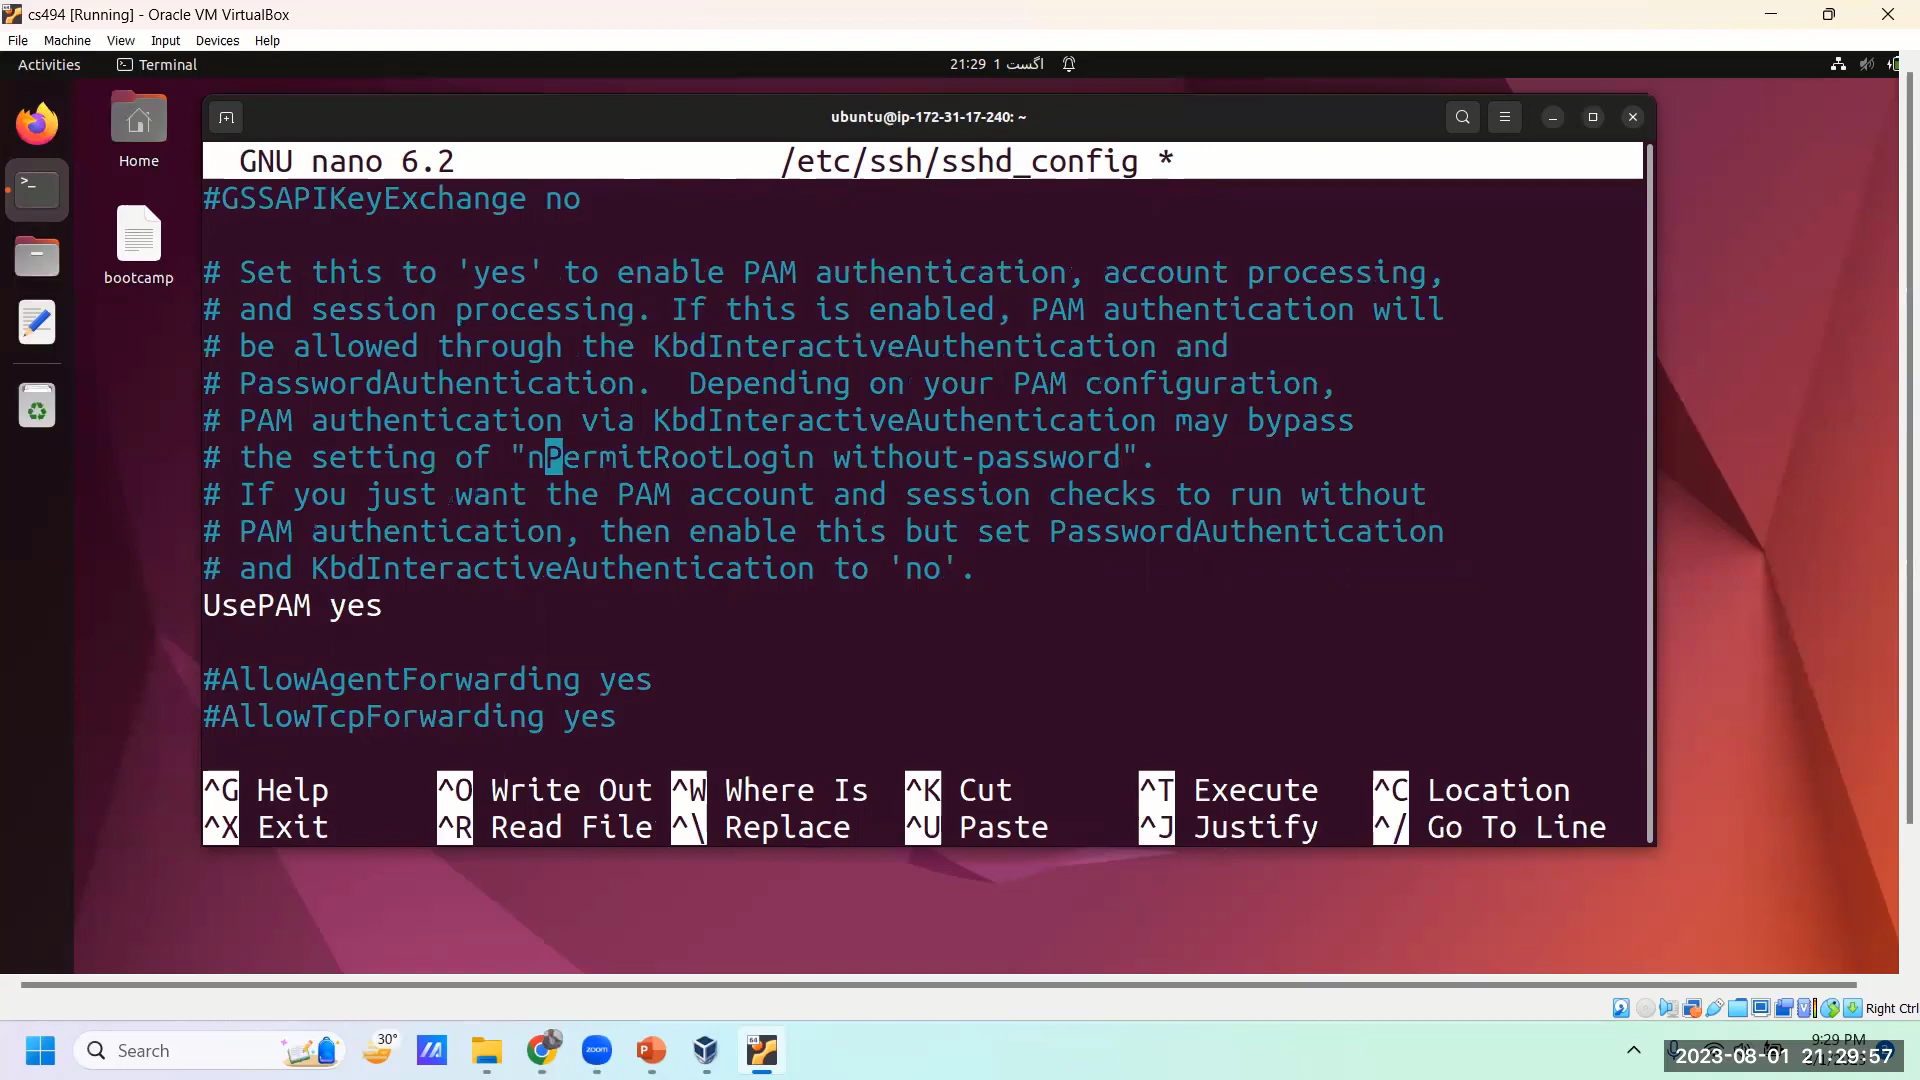 cs494 [Running] - Oracle VM VirtualBox
File Machine View Input Devices Help
Activities Terminal 21:29 1 اگست
ubuntu@ip-172-31-17-240: ~
Home
bootcamp
GNU nano 6.2 /etc/ssh/sshd_config *
#GSSAPIKeyExchange no
# Set this to 'yes' to enable PAM authentication, account processing,
# and session processing. If this is enabled, PAM authentication will
# be allowed through the KbdInteractiveAuthentication and
# PasswordAuthentication.  Depending on your PAM configuration,
# PAM authentication via KbdInteractiveAuthentication may bypass
# the setting of "nPermitRootLogin without-password".
# If you just want the PAM account and session checks to run without
# PAM authentication, then enable this but set PasswordAuthentication
# and KbdInteractiveAuthentication to 'no'.
UsePAM yes
#AllowAgentForwarding yes
#AllowTcpForwarding yes
^G Help ^O Write Out ^W Where Is ^K Cut ^T Execute ^C Location
^X Exit ^R Read File ^\ Replace ^U Paste ^J Justify ^/ Go To Line
Right Ctrl
Search 30° zoom 64 9:29 PM
2023-08-01 21:29:57